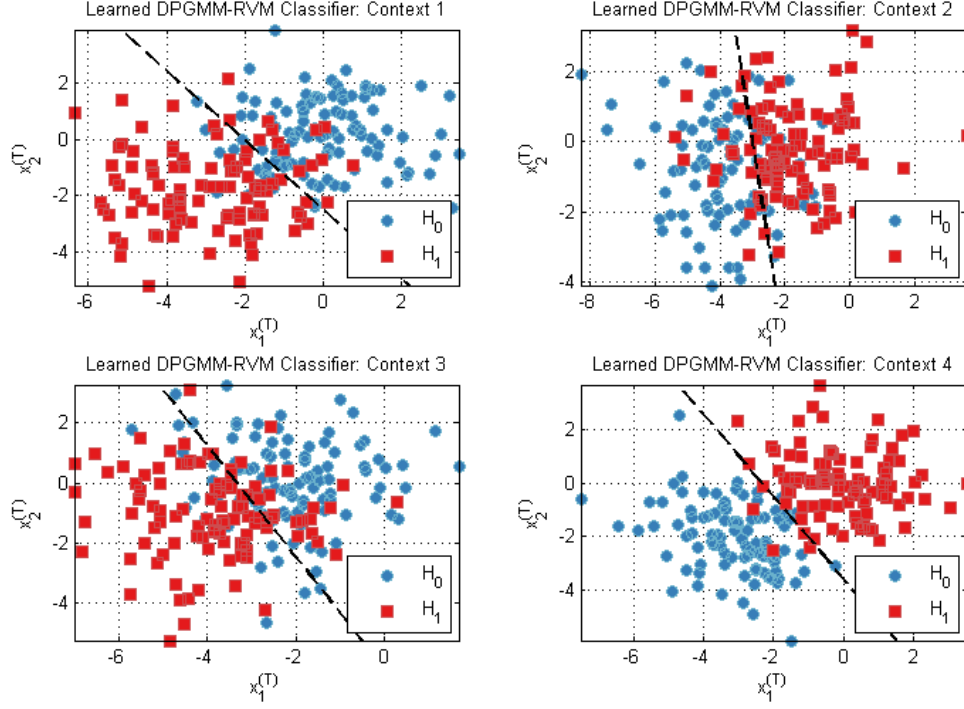 Learned DPGMM-RVM Classifier: Context 1
2
0
-2
-4
-6
-4
-2
0
2
x₂^(T)
x₁^(T)
H₀
H₁
Learned DPGMM-RVM Classifier: Context 2
2
0
-2
-4
-8
-6
-4
-2
0
2
x₂^(T)
x₁^(T)
H₀
H₁
Learned DPGMM-RVM Classifier: Context 3
2
0
-2
-4
-6
-4
-2
0
x₂^(T)
x₁^(T)
H₀
H₁
Learned DPGMM-RVM Classifier: Context 4
2
0
-2
-4
-6
-4
-2
0
2
x₂^(T)
x₁^(T)
H₀
H₁